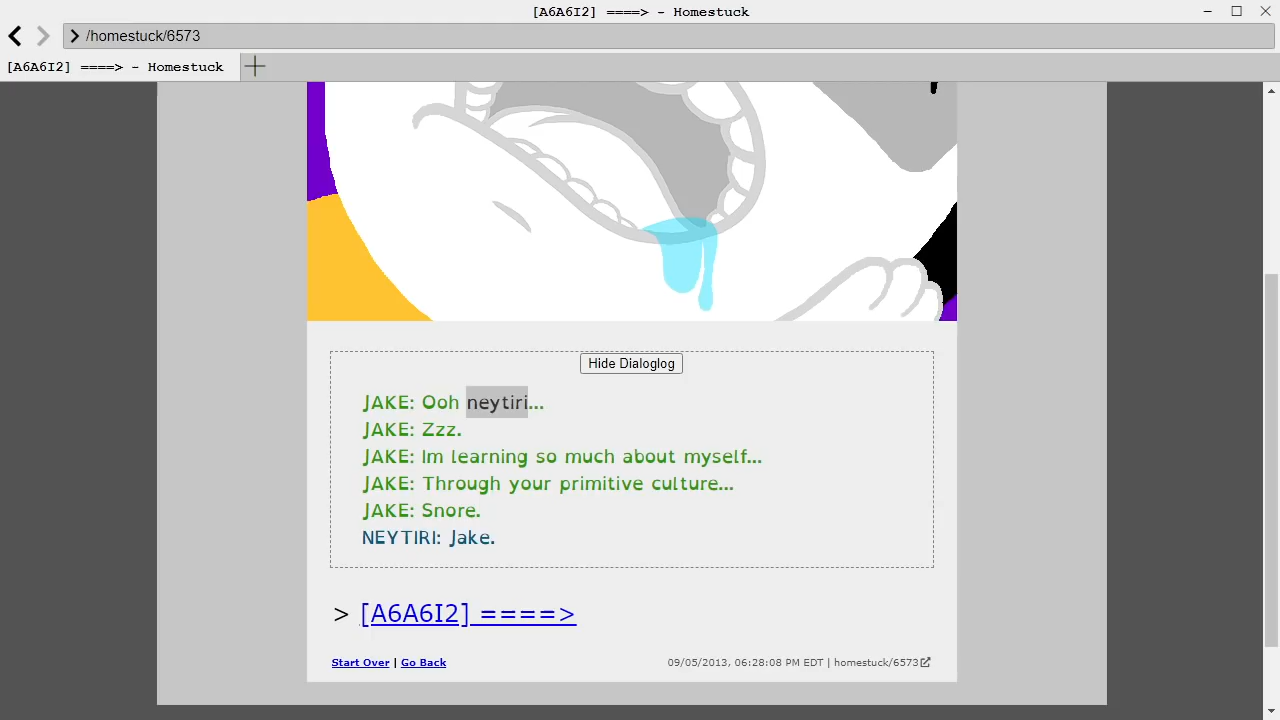 [A6A6I2] ====> - Homestuck
/homestuck/6573
[A6A6I2] ====> - Homestuck
Hide Dialoglog
JAKE: Ooh neytiri...
JAKE: Zzz.
JAKE: Im learning so much about myself...
JAKE: Through your primitive culture...
JAKE: Snore.
NEYTIRI: Jake.
> [A6A6I2] ====>
Start Over | Go Back 09/05/2013, 06:28:08 PM EDT | homestuck/6573